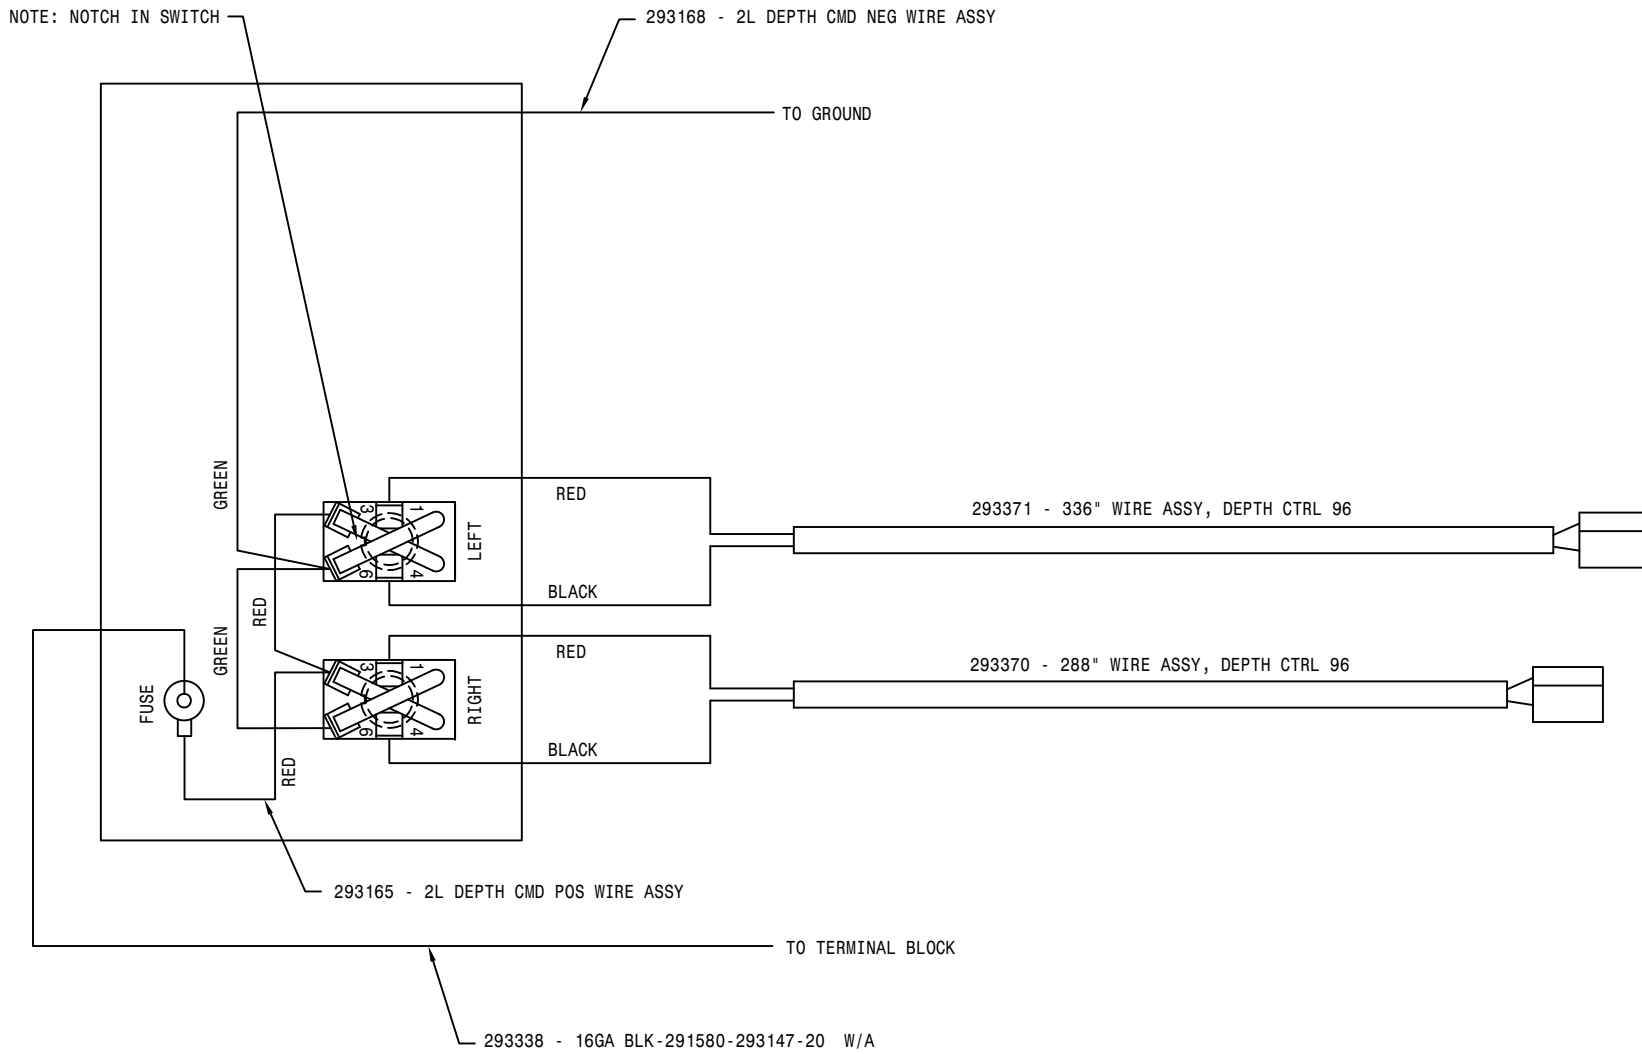 NOTE: NOTCH IN SWITCH
293168 - 2L DEPTH CMD NEG WIRE ASSY
TO GROUND
GREEN
3
1
6
4
LEFT
RED
BLACK
293371 - 336" WIRE ASSY, DEPTH CTRL 96
RED
GREEN
3
1
6
4
RIGHT
RED
BLACK
293370 - 288" WIRE ASSY, DEPTH CTRL 96
FUSE
RED
293165 - 2L DEPTH CMD POS WIRE ASSY
TO TERMINAL BLOCK
293338 - 16GA BLK-291580-293147-20 W/A